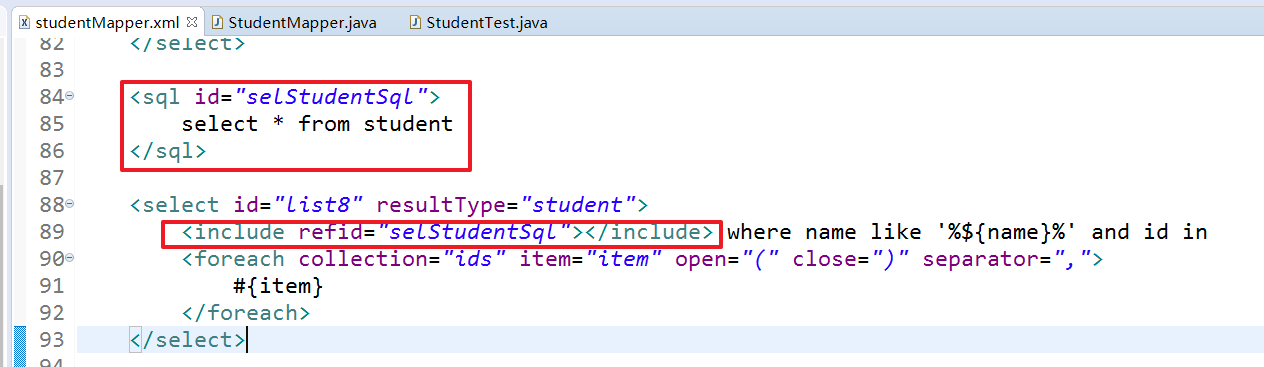 studentMapper.xml StudentMapper.java StudentTest.java
82 </select>
83
84 <sql id="selStudentSql">
85 select * from student
86 </sql>
87
88 <select id="list8" resultType="student">
89 <include refid="selStudentSql"></include> where name like '%${name}%' and id in
90 <foreach collection="ids" item="item" open="(" close=")" separator=",">
91 #{item}
92 </foreach>
93 </select>
94